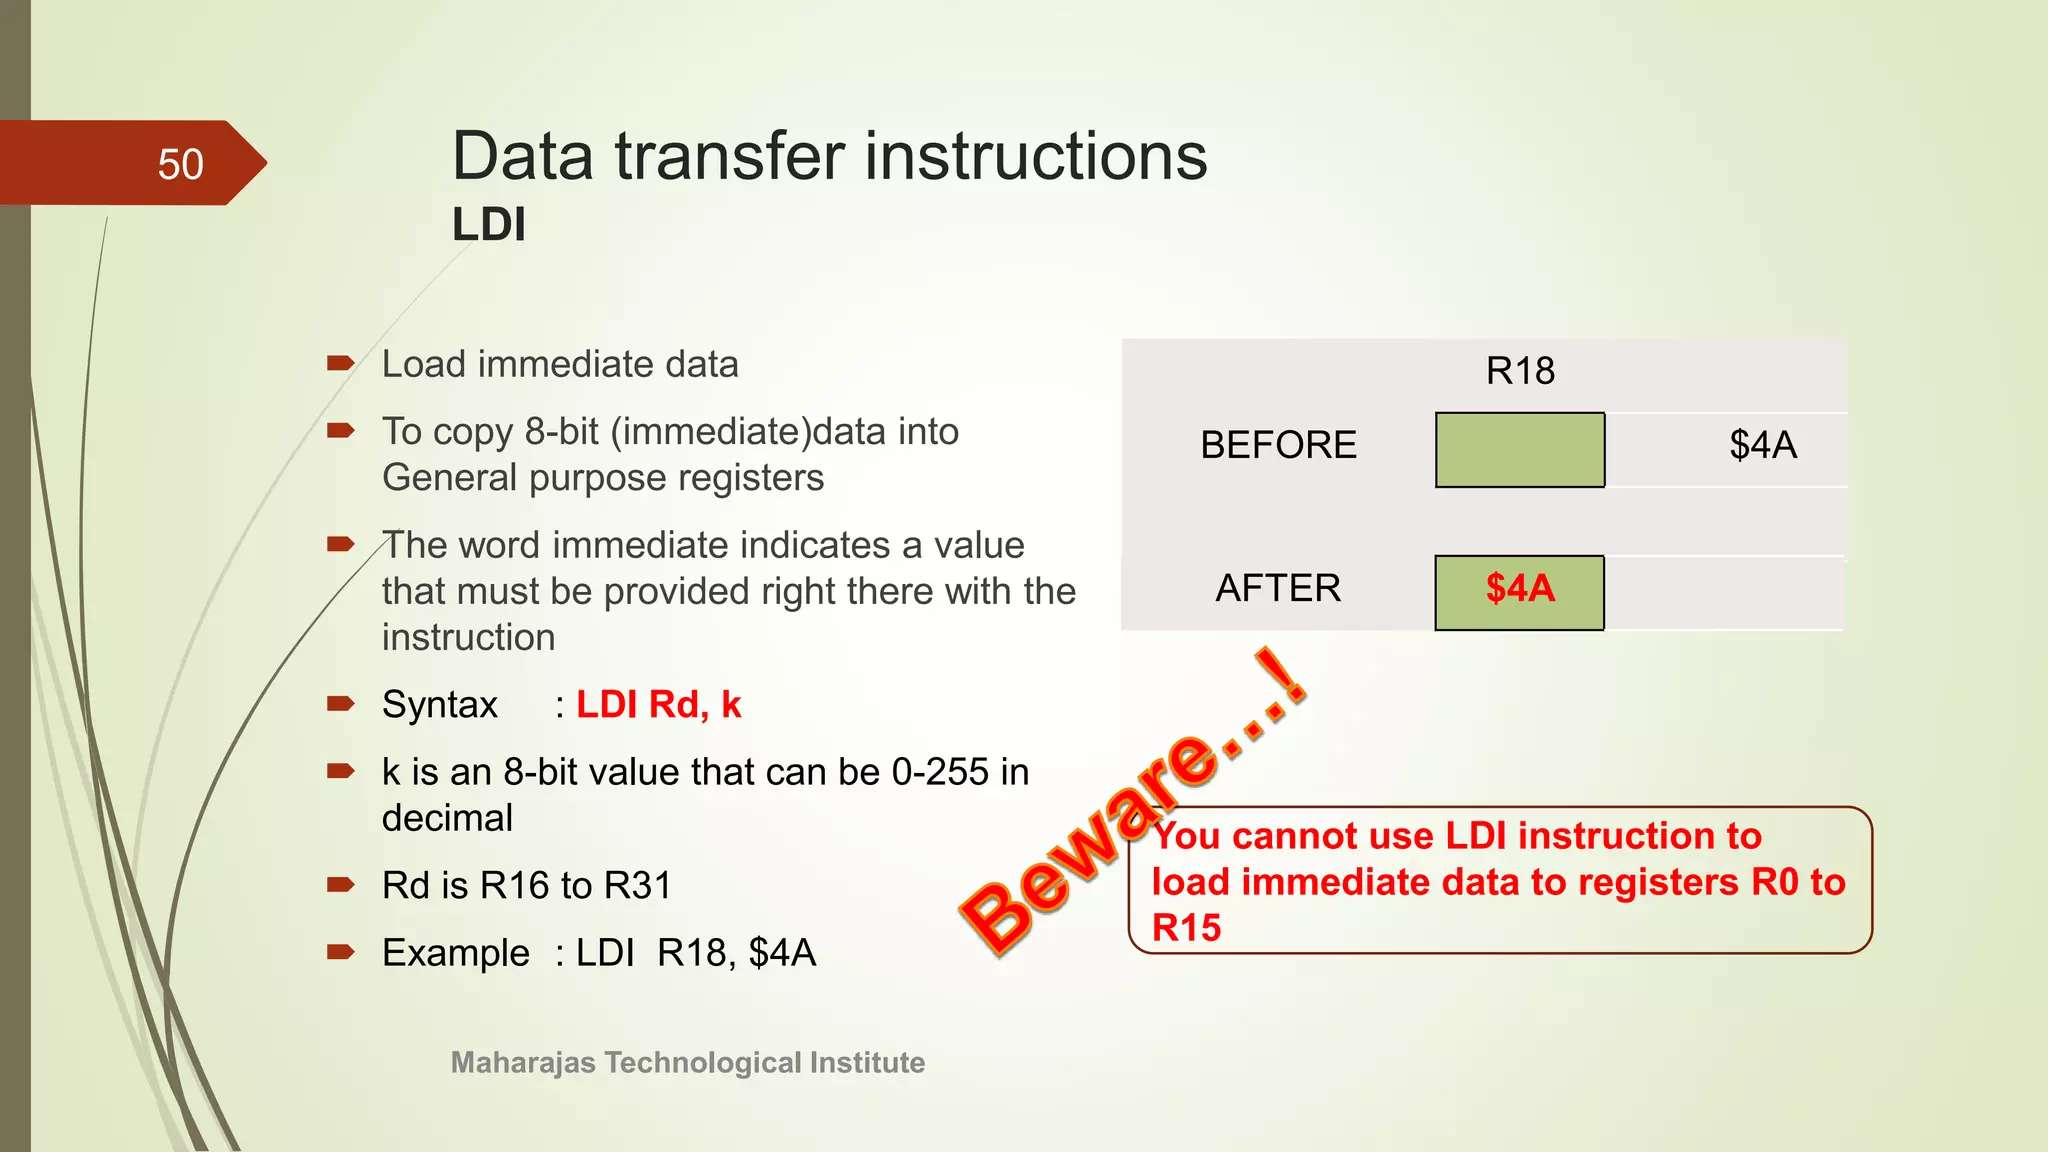 50
Data transfer instructions
LDI
Load immediate data
To copy 8-bit (immediate)data into
General purpose registers
The word immediate indicates a value
that must be provided right there with the
instruction
Syntax : LDI Rd, k
k is an 8-bit value that can be 0-255 in
decimal
Rd is R16 to R31
Example : LDI R18, $4A
R18
BEFORE $4A
AFTER $4A
Beware...!
You cannot use LDI instruction to
load immediate data to registers R0 to
R15
Maharajas Technological Institute